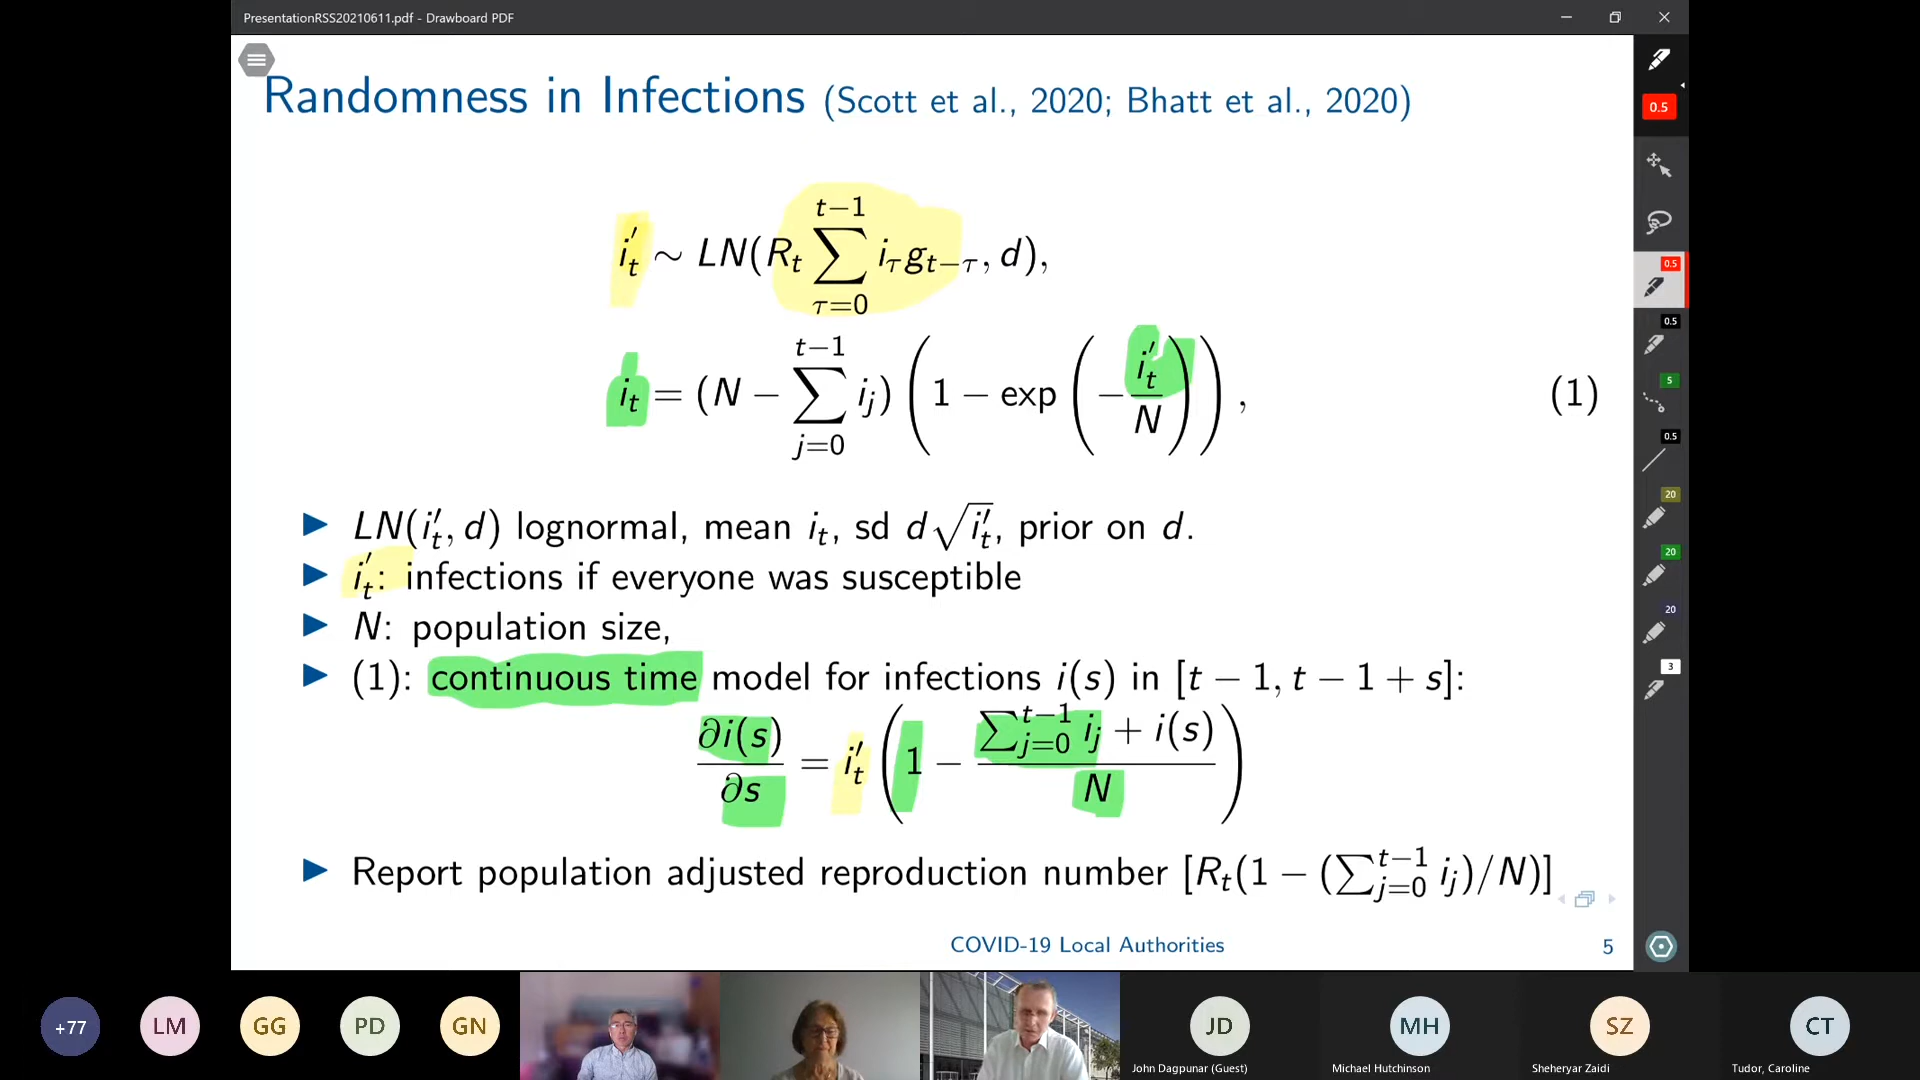 PresentationRSS20210611.pdf - Drawboard PDF
Randomness in Infections (Scott et al., 2020; Bhatt et al., 2020)
i′_t ∼ LN(R_t ∑_{τ=0}^{t−1} i_τ g_{t−τ}, d),
i_t = (N − ∑_{j=0}^{t−1} i_j) (1 − exp (− i′_t / N)) , (1)
▶ LN(i′_t, d) lognormal, mean i_t, sd d√i′_t, prior on d.
▶ i′_t: infections if everyone was susceptible
▶ N: population size,
▶ (1): continuous time model for infections i(s) in [t − 1, t − 1 + s]:
∂i(s)/∂s = i′_t (1 − (∑_{j=0}^{t−1} i_j + i(s)) / N)
▶ Report population adjusted reproduction number [R_t(1 − (∑_{j=0}^{t−1} i_j)/N)]
COVID-19 Local Authorities 5
0.5
0.5
0.5
5
0.5
20
20
20
3
+77 LM GG PD GN JD MH SZ CT
John Dagpunar (Guest) Michael Hutchinson Sheheryar Zaidi Tudor, Caroline